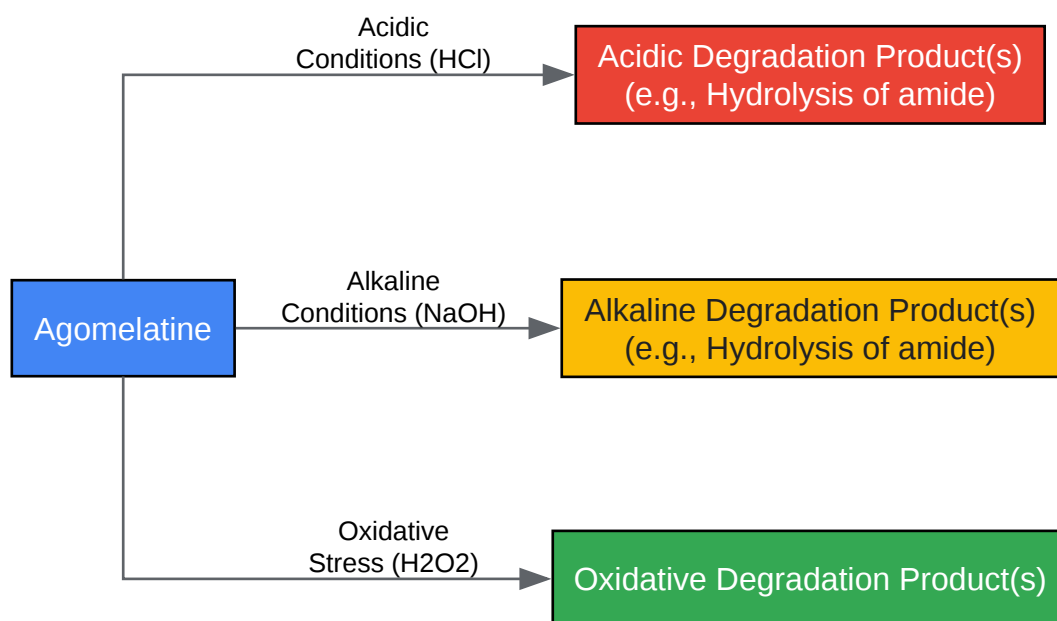 Acidic
Conditions (HCl)
Acidic Degradation Product(s)
(e.g., Hydrolysis of amide)
Agomelatine
Alkaline
Conditions (NaOH)
Alkaline Degradation Product(s)
(e.g., Hydrolysis of amide)
Oxidative
Stress (H2O2)
Oxidative Degradation Product(s)